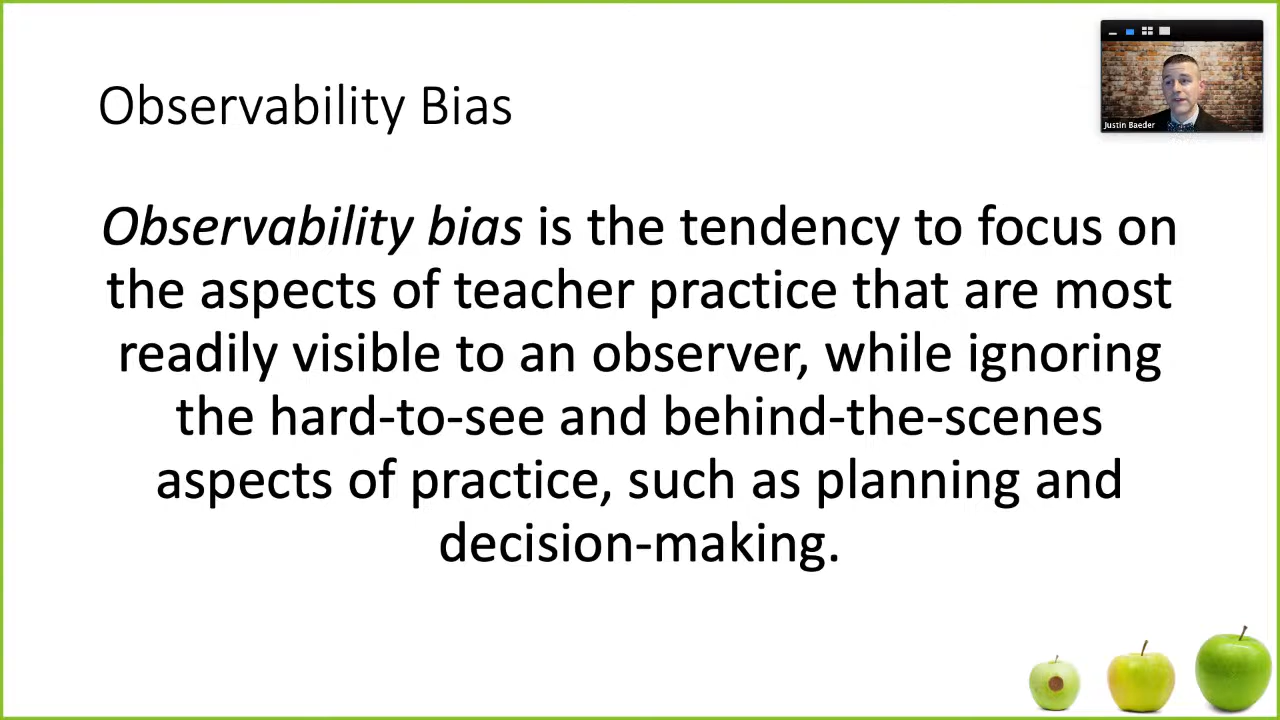 Observability Bias
Justin Baeder
Observability bias is the tendency to focus on
the aspects of teacher practice that are most
readily visible to an observer, while ignoring
the hard-to-see and behind-the-scenes
aspects of practice, such as planning and
decision-making.